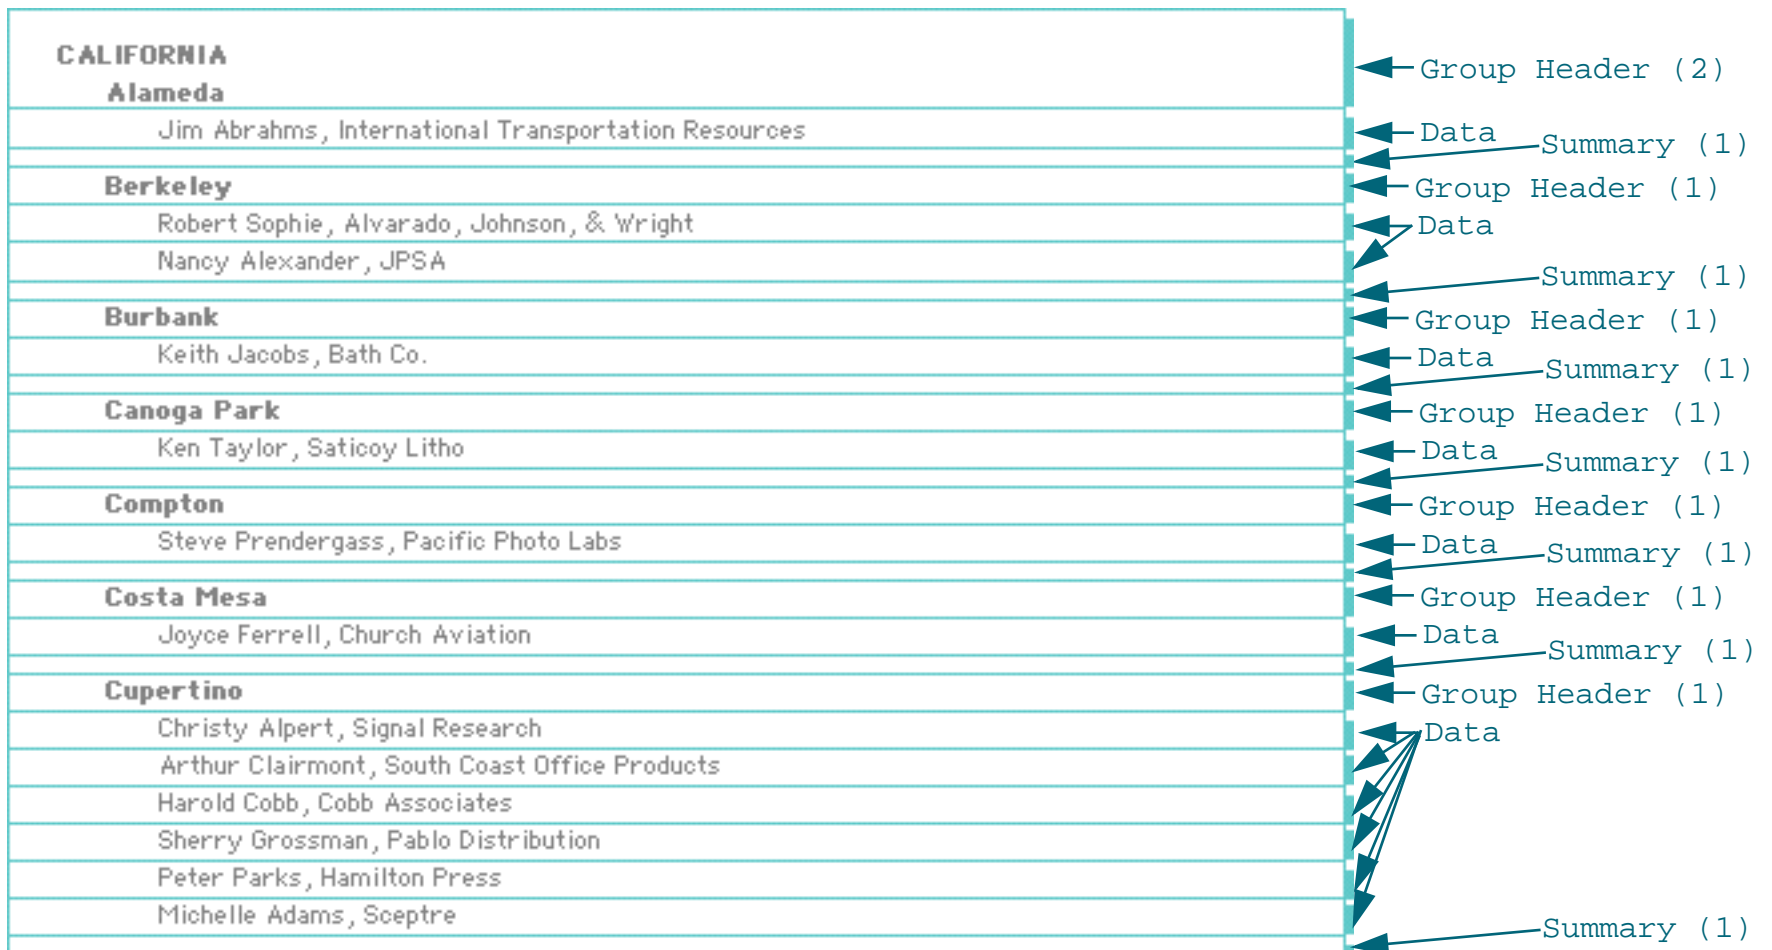 CALIFORNIA
Group Header (2)
Alameda
Jim Abrahms, International Transportation Resources
Data
Summary (1)
Berkeley
Group Header (1)
Robert Sophie, Alvarado, Johnson, & Wright
Data
Nancy Alexander, JPSA
Summary (1)
Burbank
Group Header (1)
Keith Jacobs, Bath Co.
Data
Summary (1)
Canoga Park
Group Header (1)
Ken Taylor, Saticoy Litho
Data
Summary (1)
Compton
Group Header (1)
Steve Prendergass, Pacific Photo Labs
Data
Summary (1)
Costa Mesa
Group Header (1)
Joyce Ferrell, Church Aviation
Data
Summary (1)
Cupertino
Group Header (1)
Christy Alpert, Signal Research
Data
Arthur Clairmont, South Coast Office Products
Harold Cobb, Cobb Associates
Sherry Grossman, Pablo Distribution
Peter Parks, Hamilton Press
Michelle Adams, Sceptre
Summary (1)